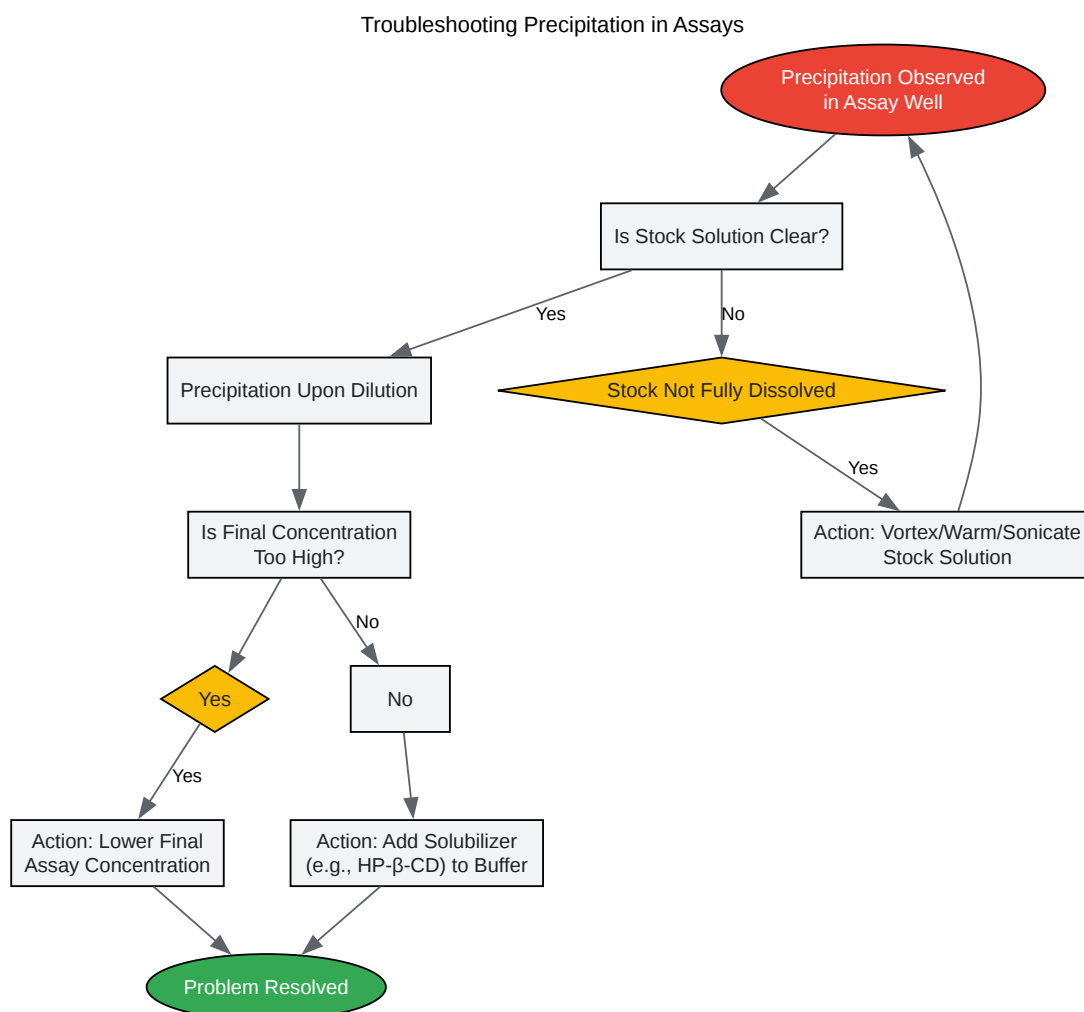 Troubleshooting Precipitation in Assays
Precipitation Observed
in Assay Well
Is Stock Solution Clear?
Yes
No
Precipitation Upon Dilution
Stock Not Fully Dissolved
Yes
Is Final Concentration
Too High?
Action: Vortex/Warm/Sonicate
Stock Solution
No
Yes
No
Yes
Action: Lower Final
Assay Concentration
Action: Add Solubilizer
(e.g., HP-β-CD) to Buffer
Problem Resolved